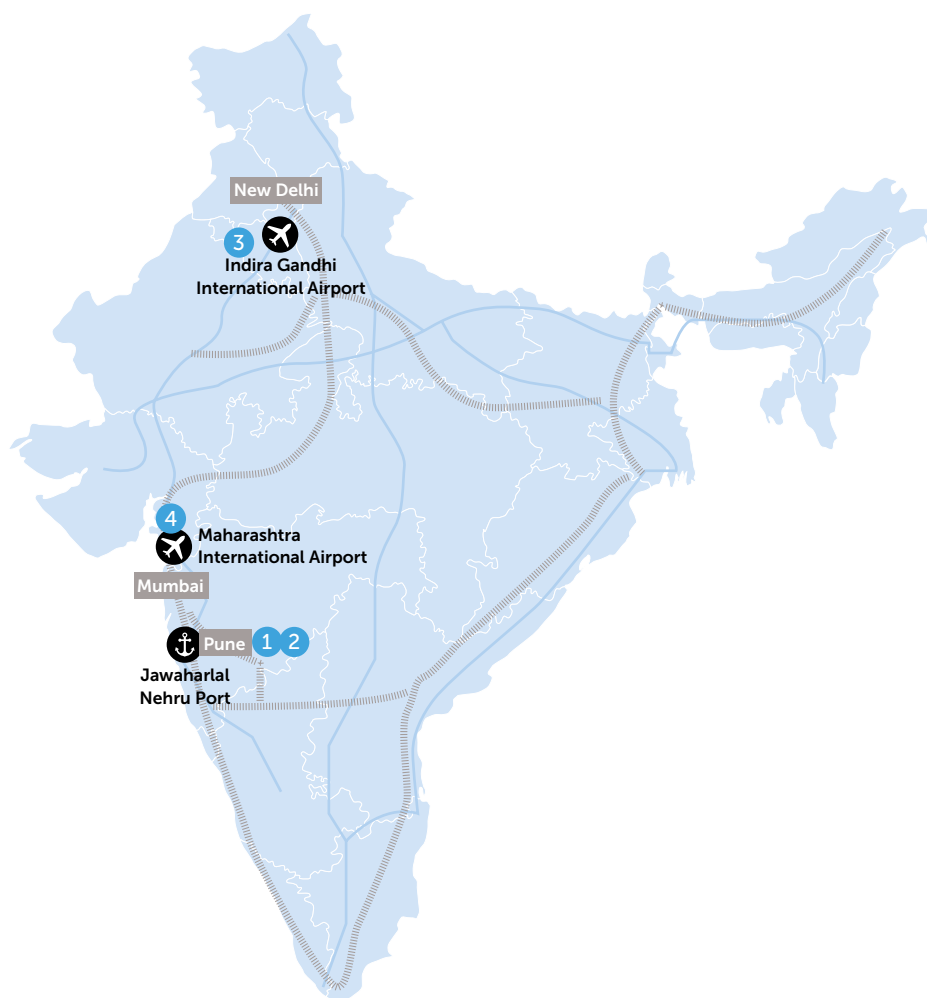 New Delhi
3
Indira Gandhi
International Airport
4
Maharashtra
International Airport
Mumbai
Pune
1
2
Jawaharlal
Nehru Port